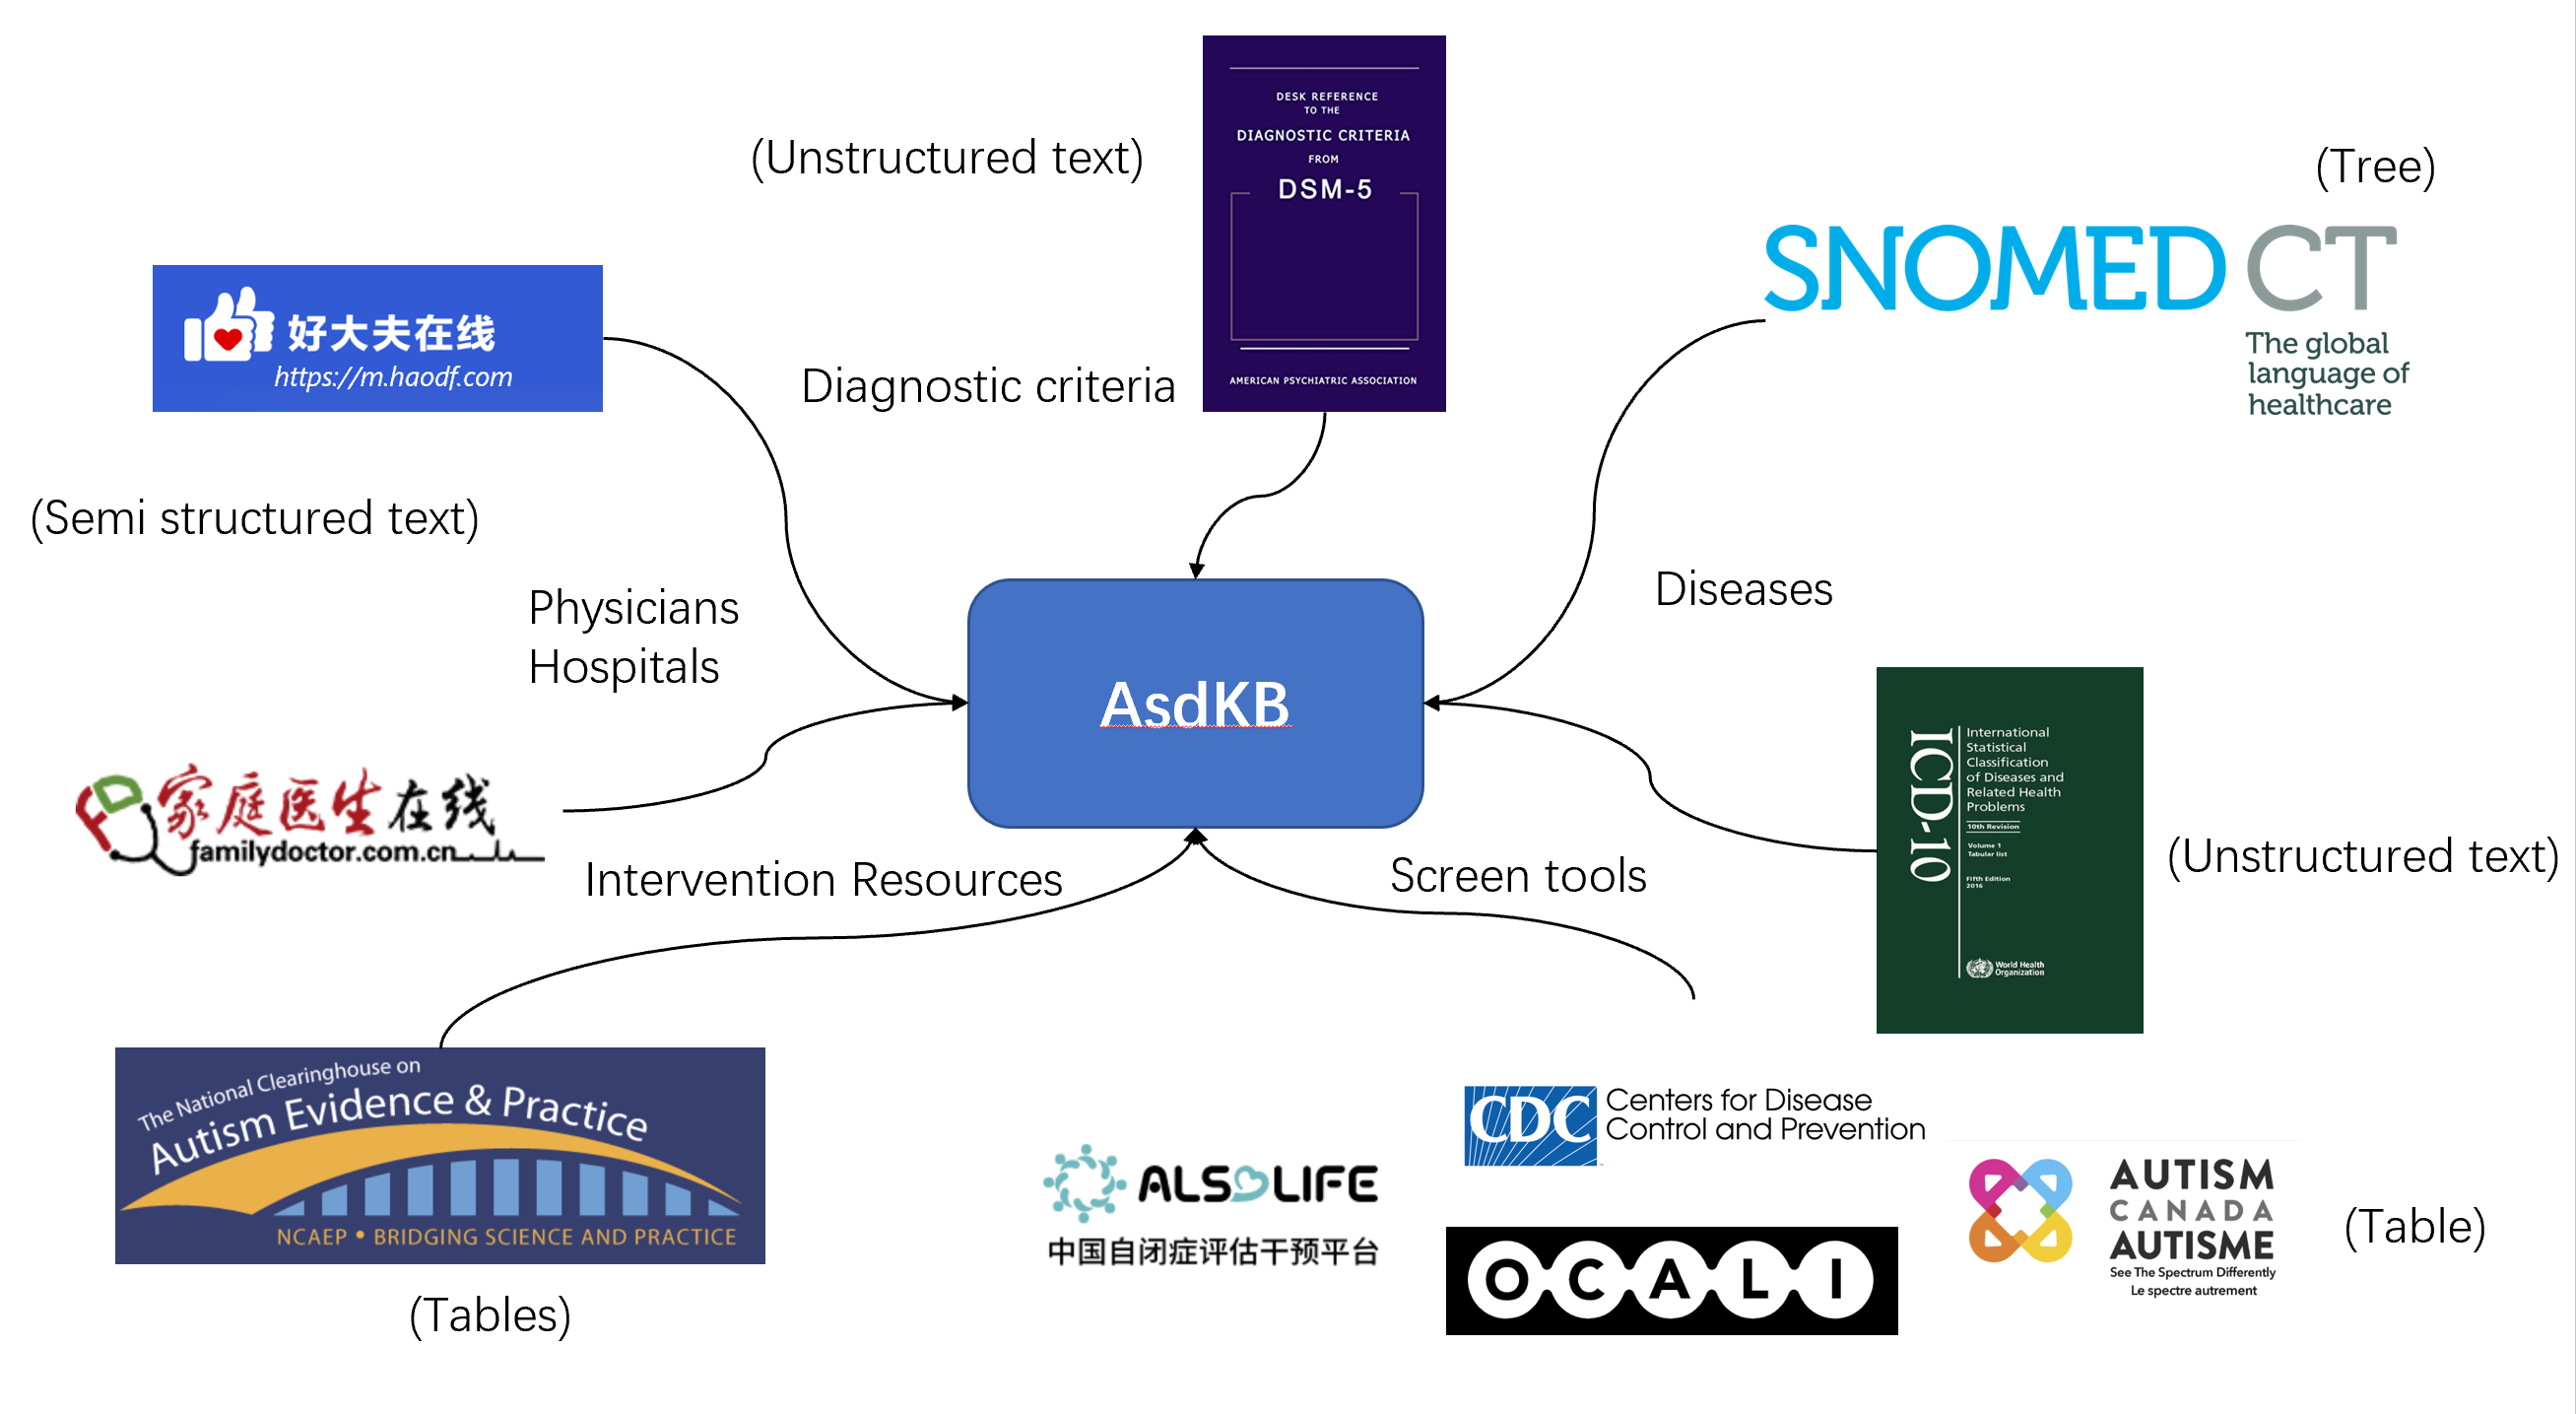 DESK REFERENCE
TO THE
DIAGNOSTIC CRITERIA
FROM
DSM-5
AMERICAN PSYCHIATRIC ASSOCIATION
(Unstructured text)
Diagnostic criteria
(Tree)
SNOMED CT
The global
language of
healthcare
好大夫在线
https://m.haodf.com
(Semi structured text)
Physicians
Hospitals
Diseases
AsdKB
家庭医生在线
familydoctor.com.cn
Intervention Resources
Screen tools
ICD-10
International
Statistical
Classification
of Diseases and
Related Health
Problems
10th Revision
Volume 1
Tabular list
Fifth Edition
2016
World Health
Organization
(Unstructured text)
The National Clearinghouse on
Autism Evidence & Practice
NCAEP • BRIDGING SCIENCE AND PRACTICE
(Tables)
ALSOLIFE
中国自闭症评估干预平台
CDC
Centers for Disease
Control and Prevention
OCALI
AUTISM
CANADA
AUTISME
See The Spectrum Differently
Le spectre autrement
(Table)